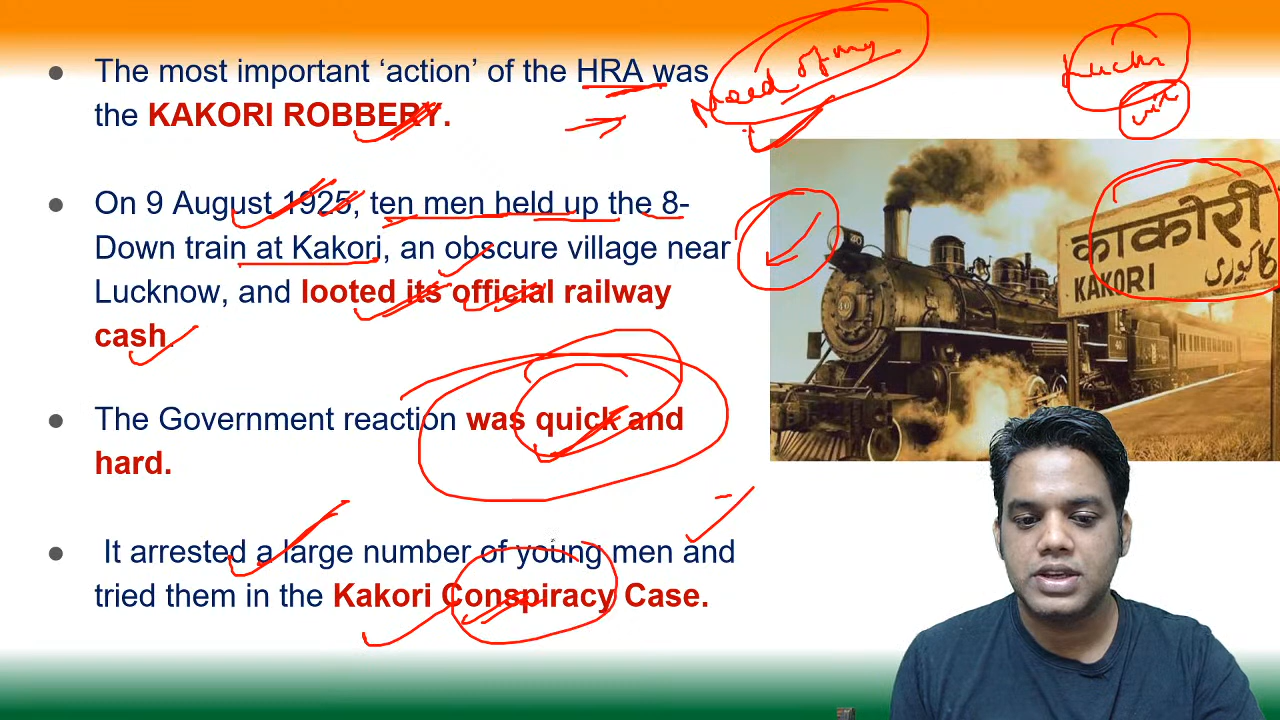 ● The most important ‘action’ of the HRA was
the KAKORI ROBBERY.
● On 9 August 1925, ten men held up the 8-
Down train at Kakori, an obscure village near
Lucknow, and looted its official railway
cash.
● The Government reaction was quick and
hard.
● It arrested a large number of young men and
tried them in the Kakori Conspiracy Case.
Need of my
काकोरी
KAKORI
کاکوری